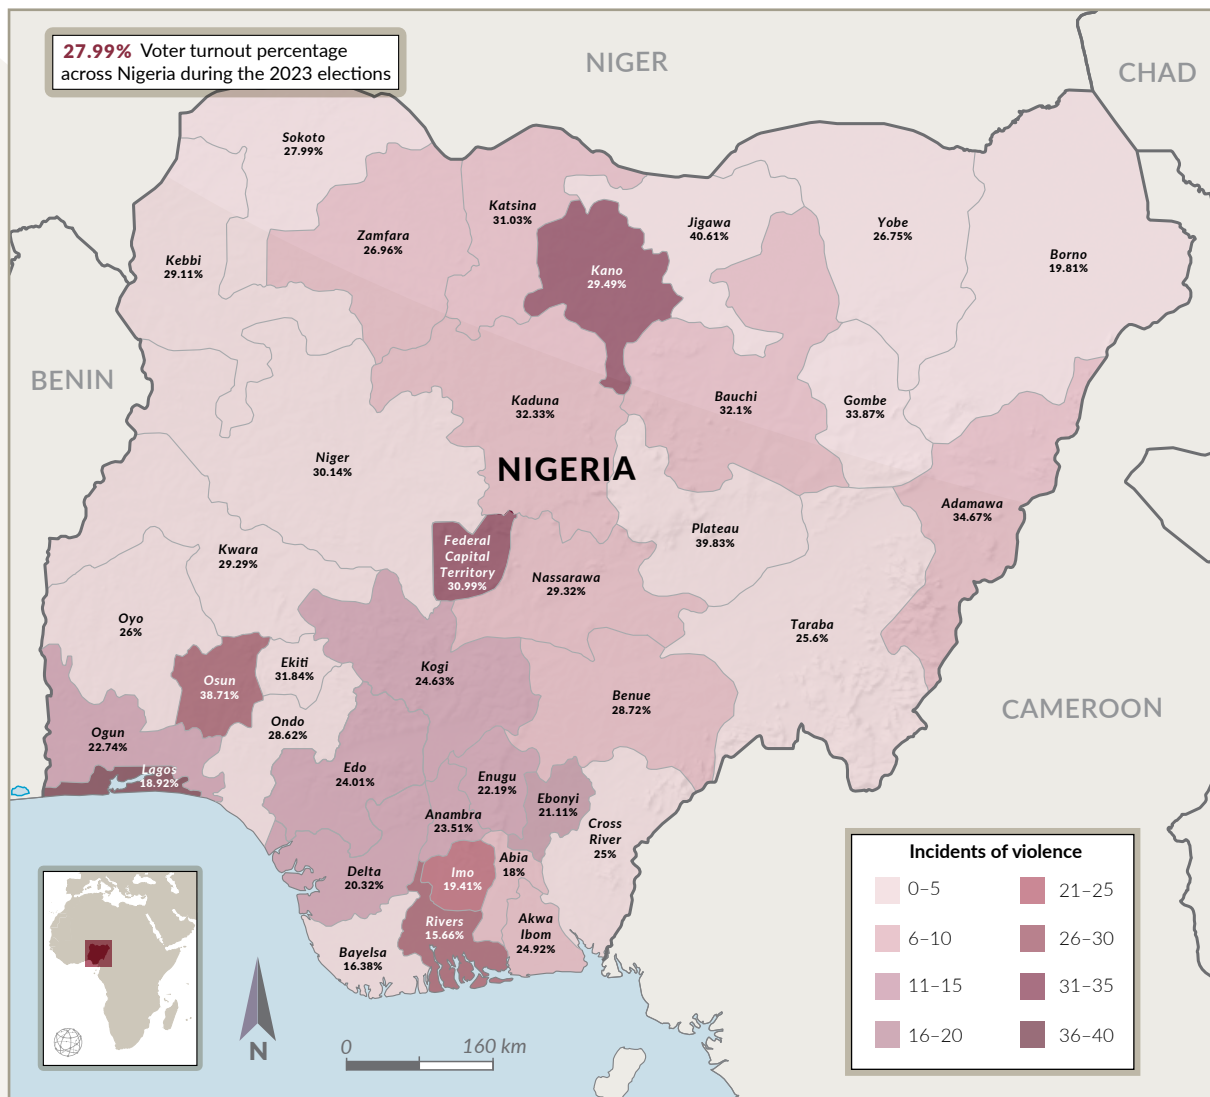 27.99% Voter turnout percentage
across Nigeria during the 2023 elections
NIGER
CHAD
BENIN
CAMEROON
NIGERIA
Sokoto
27.99%
Kebbi
29.11%
Zamfara
26.96%
Katsina
31.03%
Kano
29.49%
Jigawa
40.61%
Yobe
26.75%
Borno
19.81%
Kaduna
32.33%
Bauchi
32.1%
Gombe
33.87%
Niger
30.14%
Adamawa
34.67%
Plateau
39.83%
Federal
Capital
Territory
30.99%
Kwara
29.29%
Nassarawa
29.32%
Oyo
26%
Taraba
25.6%
Osun
38.71%
Ekiti
31.84%
Kogi
24.63%
Benue
28.72%
Ogun
22.74%
Ondo
28.62%
Lagos
18.92%
Edo
24.01%
Enugu
22.19%
Ebonyi
21.11%
Anambra
23.51%
Cross
River
25%
Delta
20.32%
Imo
19.41%
Abia
18%
Rivers
15.66%
Akwa
Ibom
24.92%
Bayelsa
16.38%
N
0 160 km
Incidents of violence
0–5
6–10
11–15
16–20
21–25
26–30
31–35
36–40